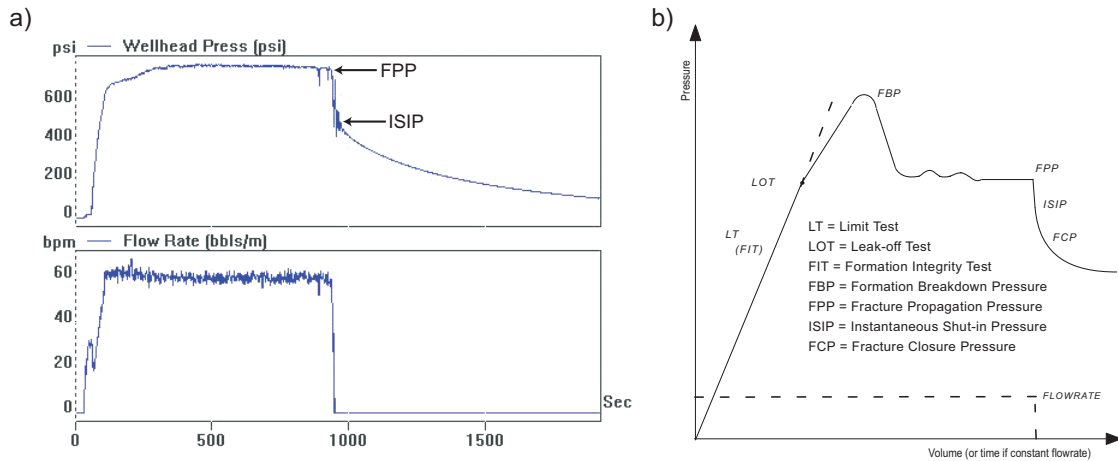 a)
psi — Wellhead Press (psi)
600
400
200
0
FPP
ISIP
bpm — Flow Rate (bbls/m)
60
40
20
0
Sec
0 500 1000 1500
b)
Pressure
FBP
LOT
FPP
ISIP
FCP
LT
(FIT)
LT = Limit Test
LOT = Leak-off Test
FIT = Formation Integrity Test
FBP = Formation Breakdown Pressure
FPP = Fracture Propagation Pressure
ISIP = Instantaneous Shut-in Pressure
FCP = Fracture Closure Pressure
FLOWRATE
Volume (or time if constant flowrate)